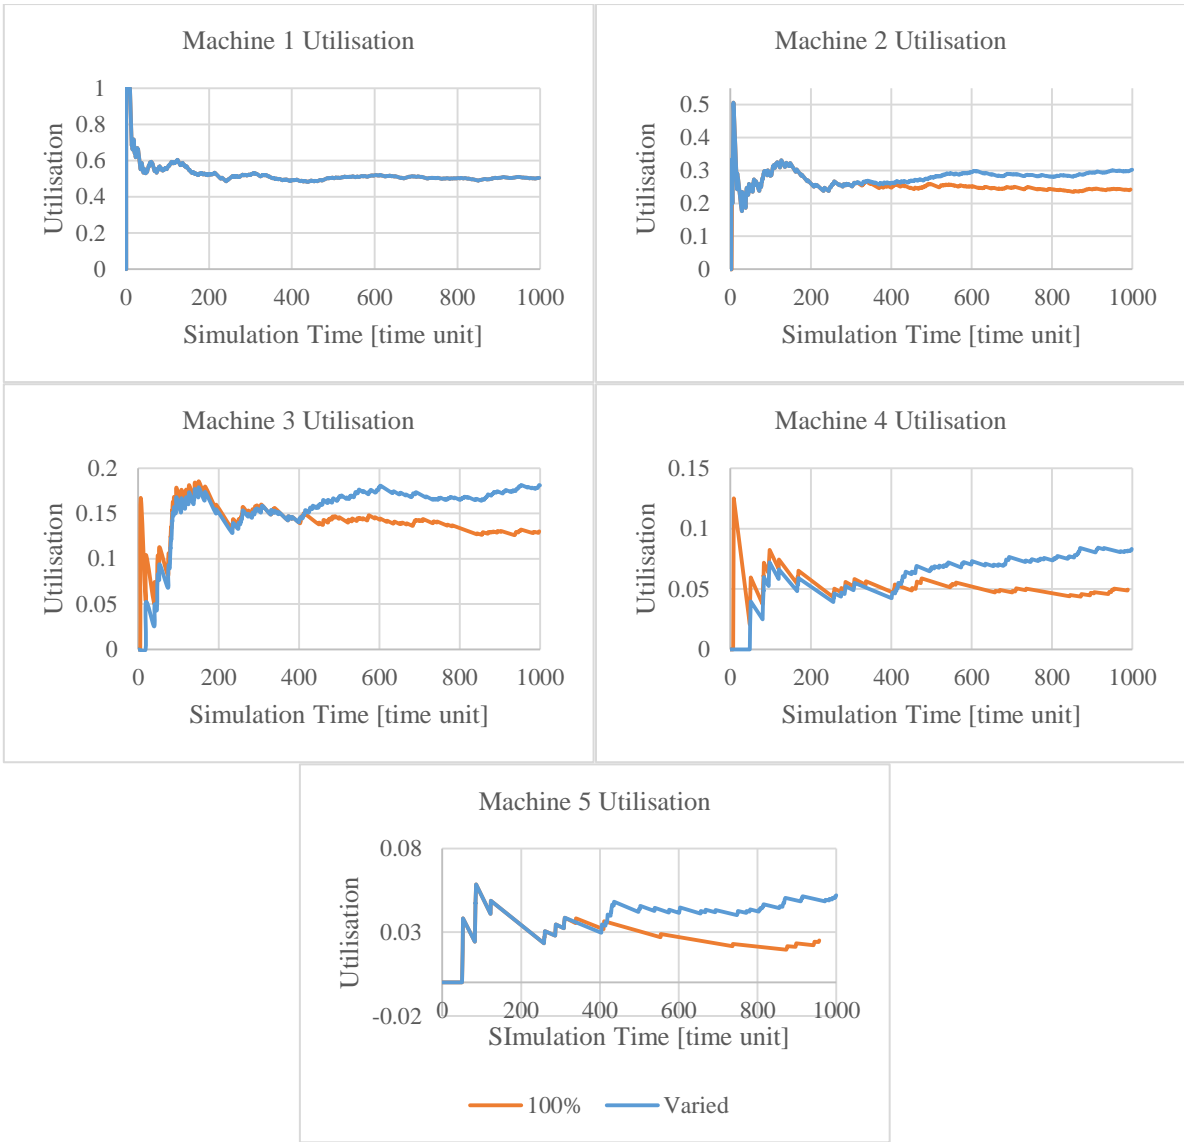 Machine 1 Utilisation
Utilisation
1
0.8
0.6
0.4
0.2
0
0 200 400 600 800 1000
Simulation Time [time unit]
Machine 2 Utilisation
Utilisation
0.5
0.4
0.3
0.2
0.1
0
0 200 400 600 800 1000
Simulation Time [time unit]
Machine 3 Utilisation
Utilisation
0.2
0.15
0.1
0.05
0
0 200 400 600 800 1000
Simulation Time [time unit]
Machine 4 Utilisation
Utilisation
0.15
0.1
0.05
0
0 200 400 600 800 1000
Simulation Time [time unit]
Machine 5 Utilisation
Utilisation
0.08
0.03
-0.02
0 200 400 600 800 1000
SImulation Time [time unit]
100% Varied